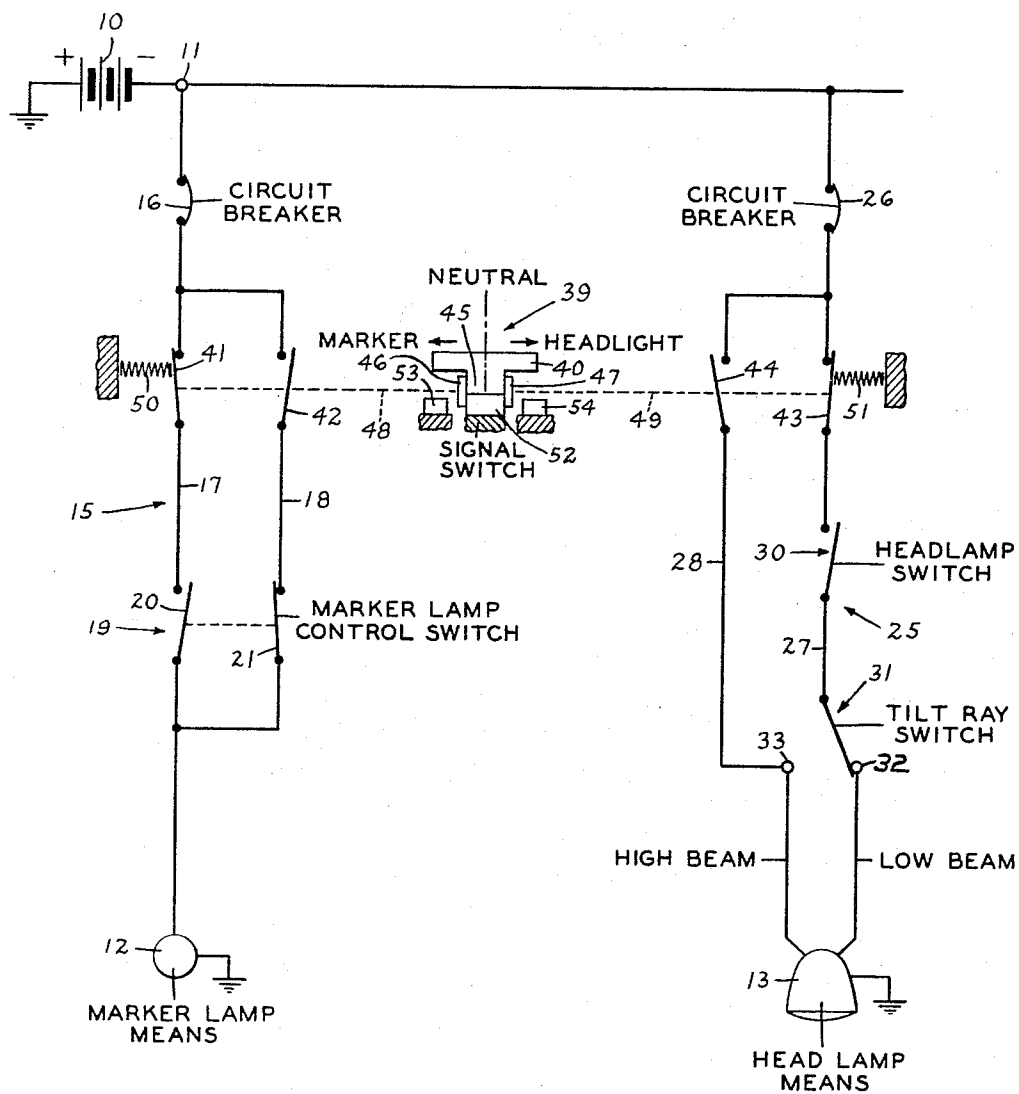 10
+
−
11
16
CIRCUIT
BREAKER
CIRCUIT
BREAKER
26
NEUTRAL
39
45
MARKER
HEADLIGHT
41
46
40
47
44
53
50
42
48
54
49
43
51
SIGNAL
SWITCH
52
17
18
15
28
30
HEADLAMP
SWITCH
20
19
MARKER LAMP
CONTROL SWITCH
21
25
27
31
TILT RAY
SWITCH
33
32
HIGH BEAM
LOW BEAM
12
13
MARKER LAMP
MEANS
HEAD LAMP
MEANS